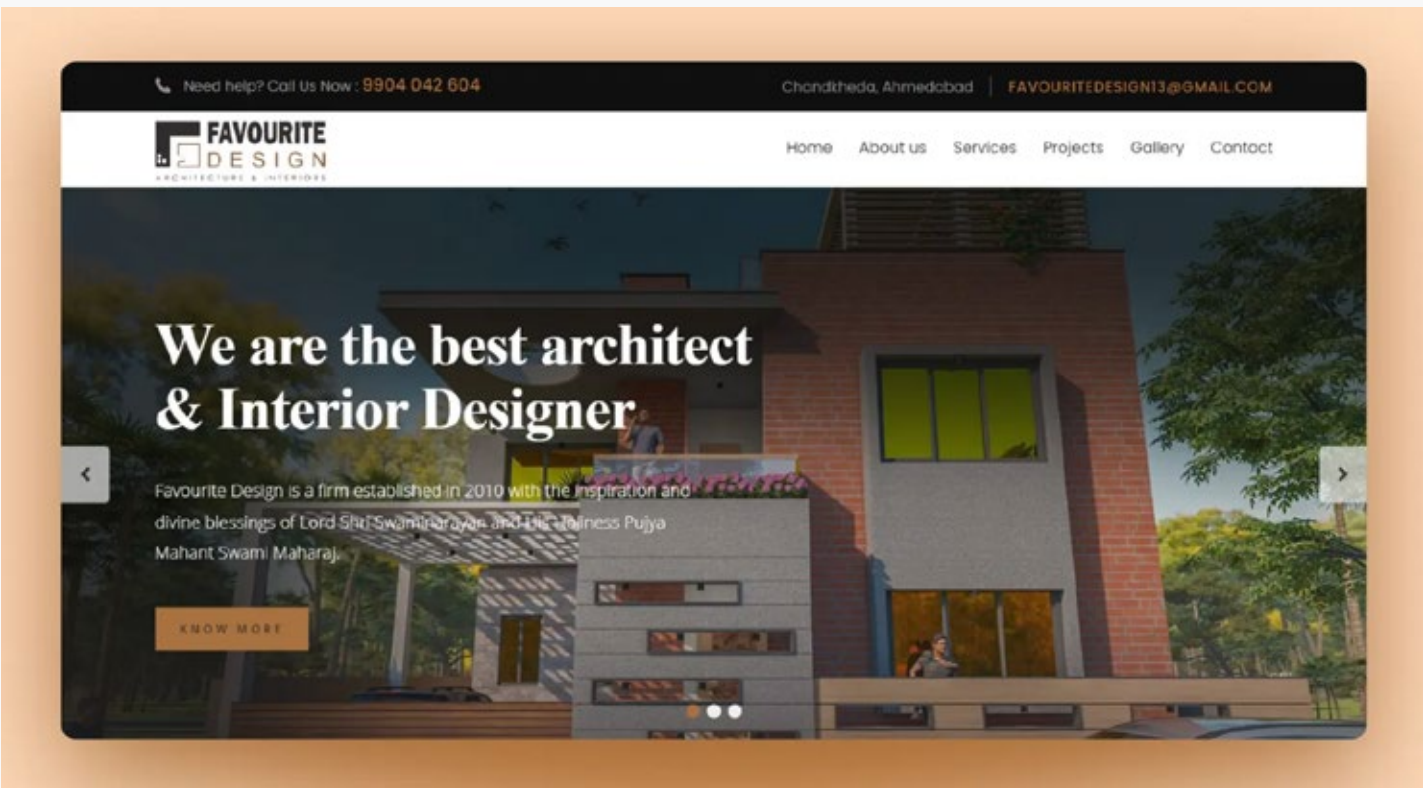 Need help? Call Us Now : 9904 042 604
Chandkheda, Ahmedabad | FAVOURITEDESIGN13@GMAIL.COM
FAVOURITE
DESIGN
ARCHITECTURE & INTERIORS
Home About us Services Projects Gallery Contact
We are the best architect
& Interior Designer
Favourite Design is a firm established in 2010 with the inspiration and
divine blessings of Lord Shri Swaminarayan and His Holiness Pujya
Mahant Swami Maharaj.
KNOW MORE